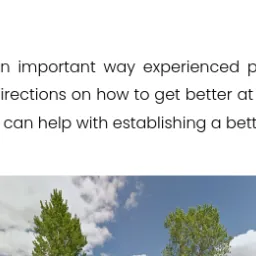 n important way experienced p
irections on how to get better at
can help with establishing a bett